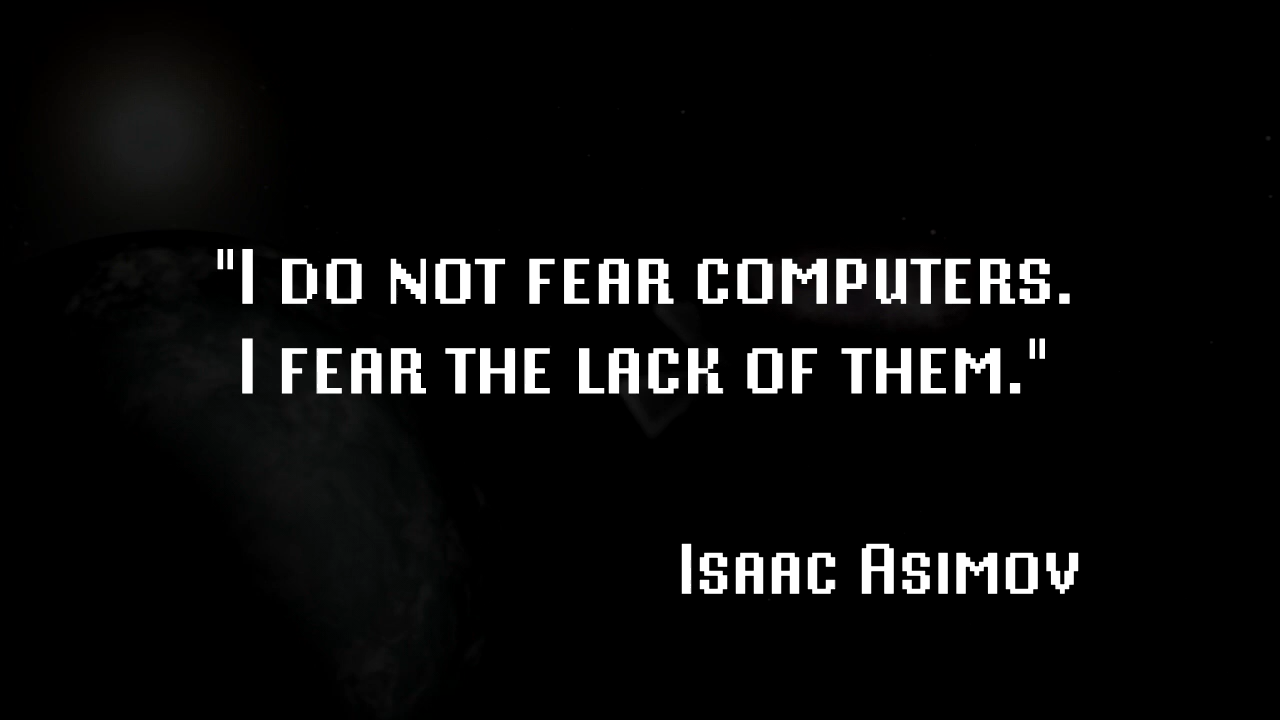 "I do not fear computers.
I fear the lack of them."
Isaac Asimov